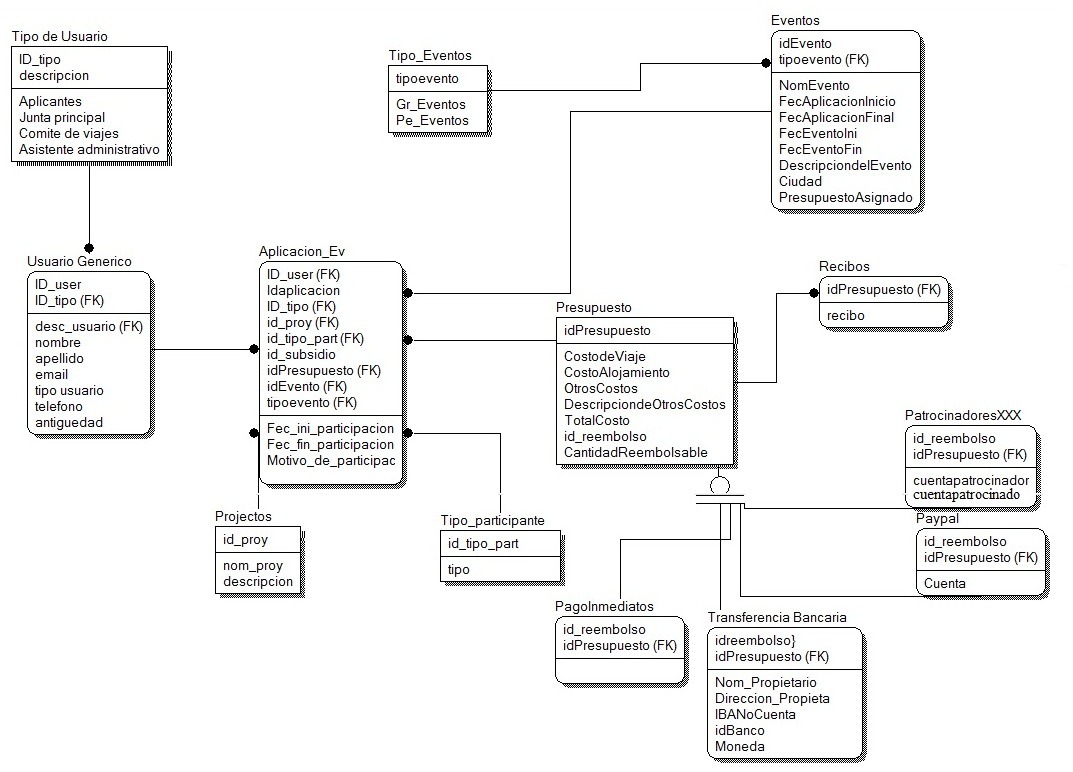 Tipo de Usuario
ID_tipo
descripcion
Aplicantes
Junta principal
Comite de viajes
Asistente administrativo
Tipo_Eventos
tipoevento
Gr_Eventos
Pe_Eventos
Eventos
idEvento
tipoevento (FK)
NomEvento
FecAplicacionInicio
FecAplicacionFinal
FecEventoIni
FecEventoFin
DescripciondelEvento
Ciudad
PresupuestoAsignado
Usuario Generico
ID_user
ID_tipo (FK)
desc_usuario (FK)
nombre
apellido
email
tipo usuario
telefono
antiguedad
Aplicacion_Ev
ID_user (FK)
Idaplicacion
ID_tipo (FK)
id_proy (FK)
id_tipo_part (FK)
id_subsidio
idPresupuesto (FK)
idEvento (FK)
tipoevento (FK)
Fec_ini_participacion
Fec_fin_participacion
Motivo_de_participac
Presupuesto
idPresupuesto
CostodeViaje
CostoAlojamiento
OtrosCostos
DescripciondeOtrosCostos
TotalCosto
id_reembolso
CantidadReembolsable
Recibos
idPresupuesto (FK)
recibo
PatrocinadoresXXX
id_reembolso
idPresupuesto (FK)
cuentapatrocinador
cuentapatrocinado
Paypal
id_reembolso
idPresupuesto (FK)
Cuenta
Projectos
id_proy
nom_proy
descripcion
Tipo_participante
id_tipo_part
tipo
PagoInmediatos
id_reembolso
idPresupuesto (FK)
Transferencia Bancaria
idreembolso}
idPresupuesto (FK)
Nom_Propietario
Direccion_Propieta
IBANoCuenta
idBanco
Moneda